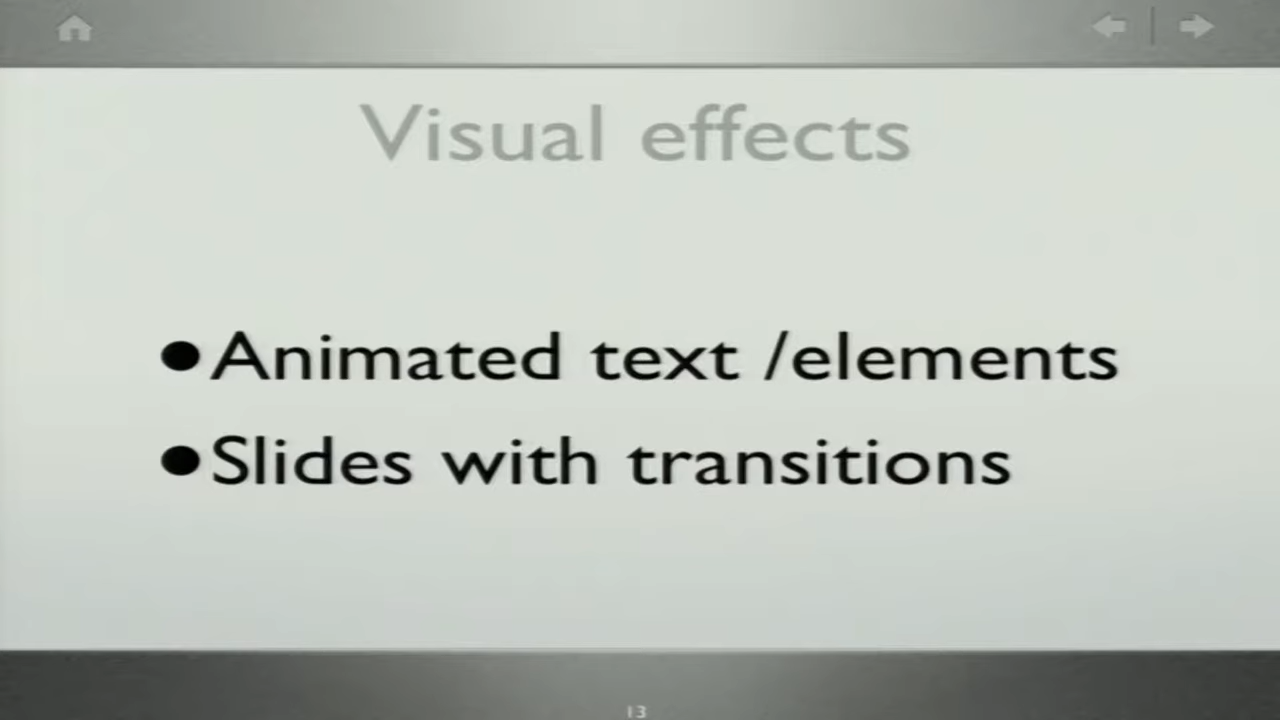 Visual effects
•Animated text /elements
•Slides with transitions
13